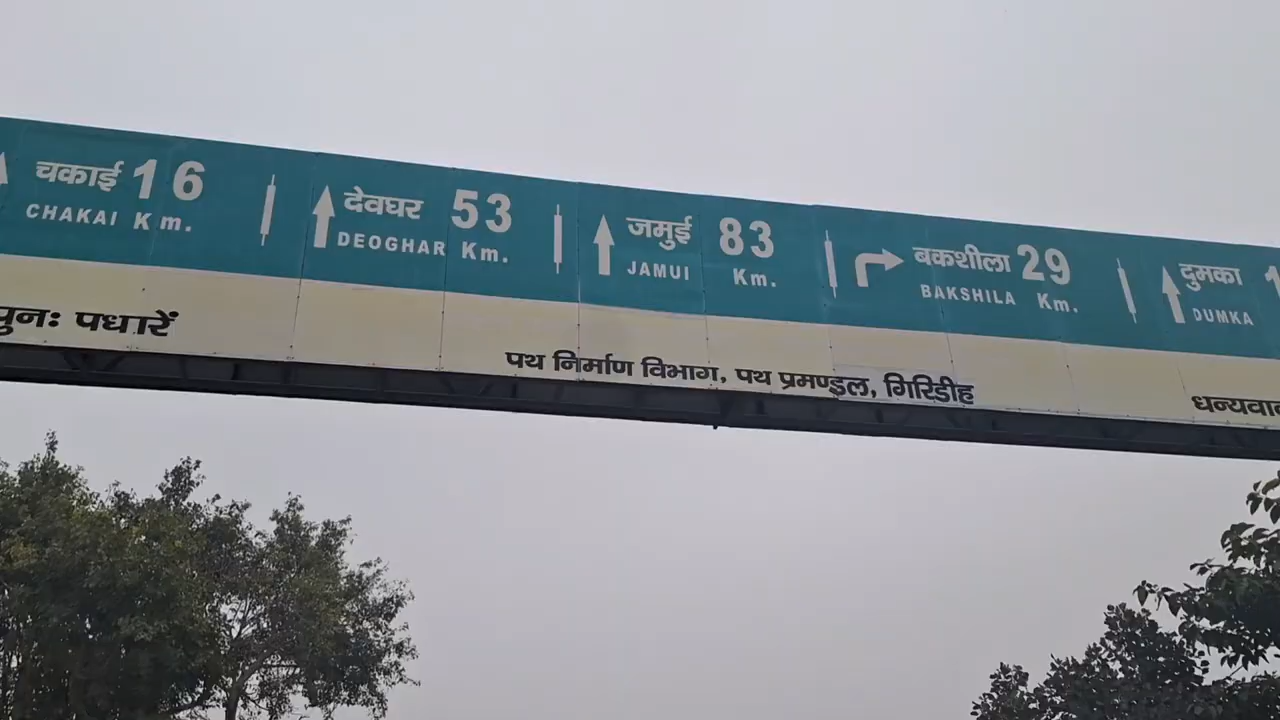 चकाई 16
CHAKAI Km.
देवघर 53
DEOGHAR Km.
जमुई 83
JAMUI Km.
बकशीला 29
BAKSHILA Km.
दुमका
DUMKA
पुनः पधारें
पथ निर्माण विभाग, पथ प्रमण्डल, गिरिडीह